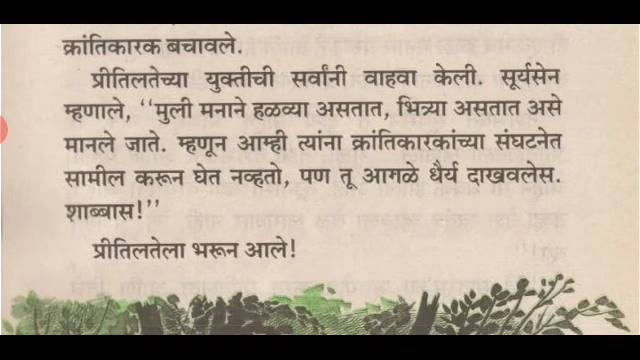 क्रांतिकारक बचावले.
प्रीतिलतेच्या युक्तीची सर्वांनी वाहवा केली. सूर्यसेन
म्हणाले, ‘‘मुली मनाने हळव्या असतात, भित्र्या असतात असे
मानले जाते. म्हणून आम्ही त्यांना क्रांतिकारकांच्या संघटनेत
सामील करून घेत नव्हतो, पण तू आगळे धैर्य दाखवलेस.
शाब्बास!’’
प्रीतिलतेला भरून आले!